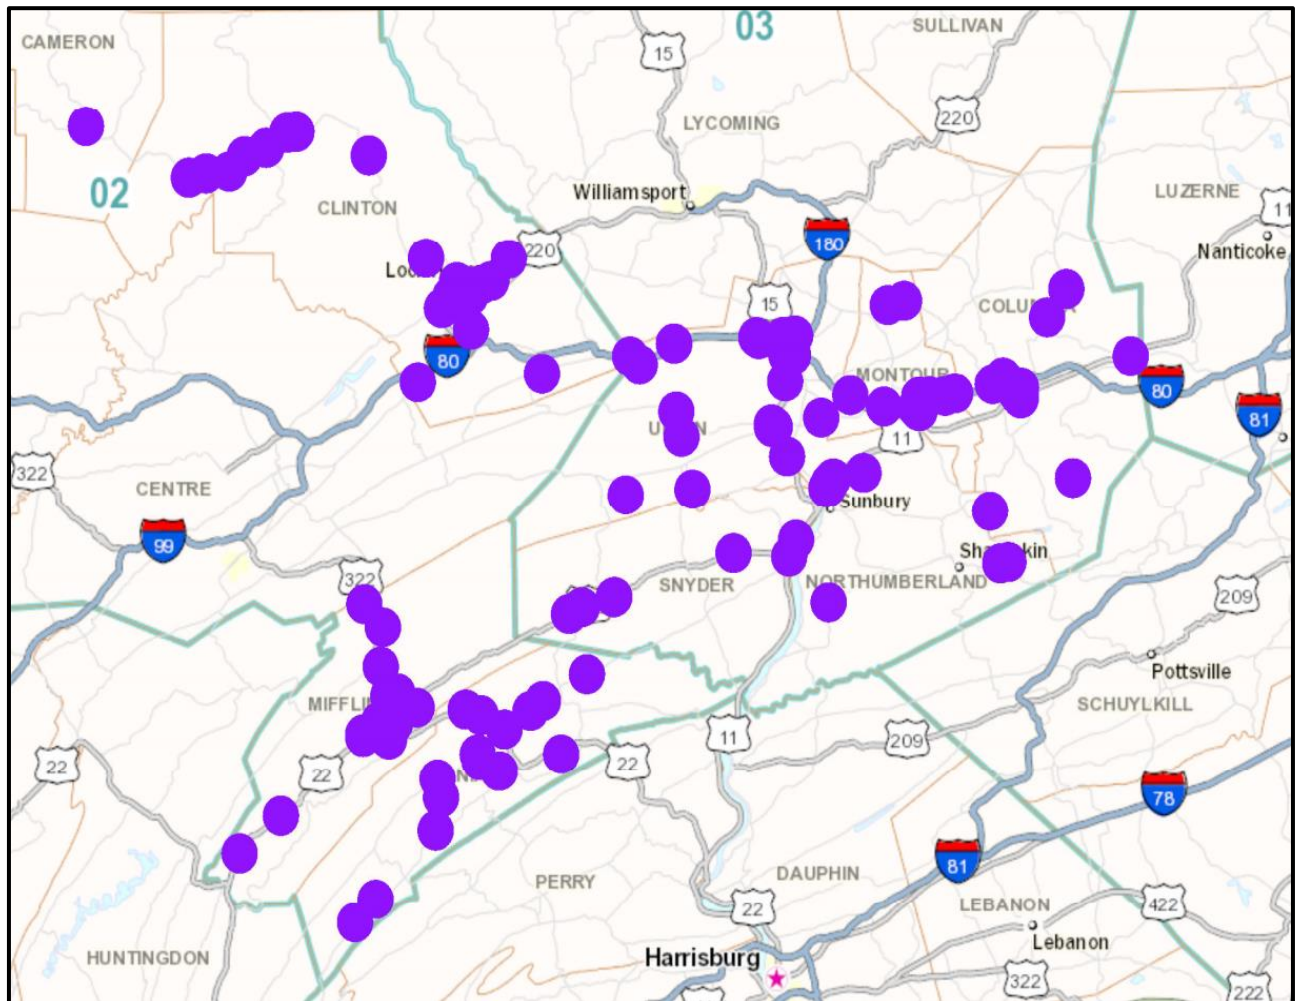 03
SULLIVAN
CAMERON
15
220
LYCOMING
02
Williamsport
LUZERNE
CLINTON
11
180
220
Nanticoke
15
80
MONTOUR
80
81
11
322
CENTRE
Sunbury
99
322
SNYDER
NORTHUMBERLAND
209
Pottsville
SCHUYLKILL
11
209
22
22
22
78
81
PERRY
DAUPHIN
22
LEBANON
422
Lebanon
HUNTINGDON
Harrisburg
322
222